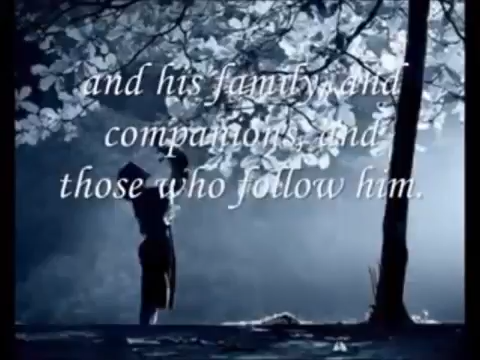 and his family, and
companions, and
those who follow him.